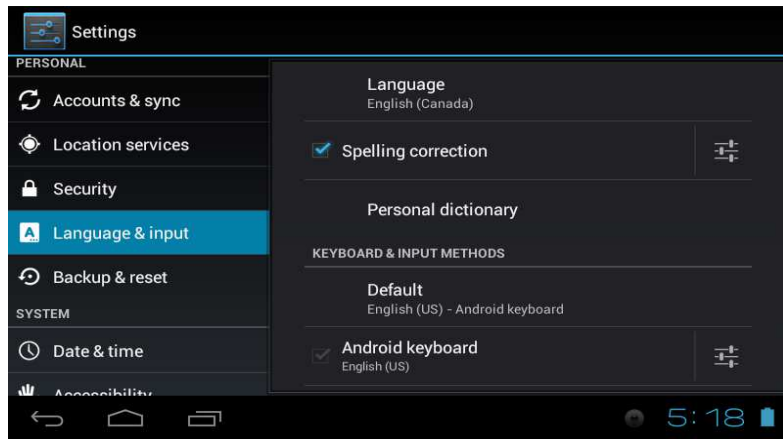 Settings
PERSONAL
Accounts & sync
Location services
Security
Language & input
Backup & reset
SYSTEM
Date & time
Accessibility
Language
English (Canada)
Spelling correction
Personal dictionary
KEYBOARD & INPUT METHODS
Default
English (US) - Android keyboard
Android keyboard
English (US)
5:18